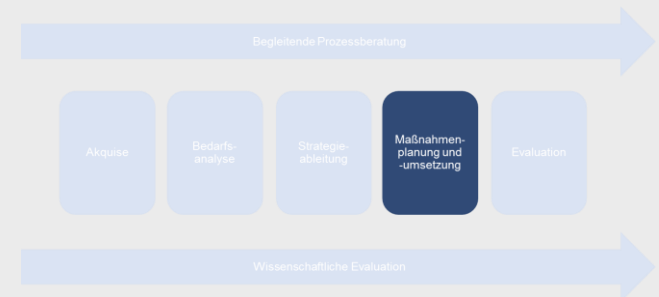 Begleitende Prozessberatung
Akquise
Bedarfs-
analyse
Strategie-
ableitung
Maßnahmen-
planung und
-umsetzung
Evaluation
Wissenschaftliche Evaluation